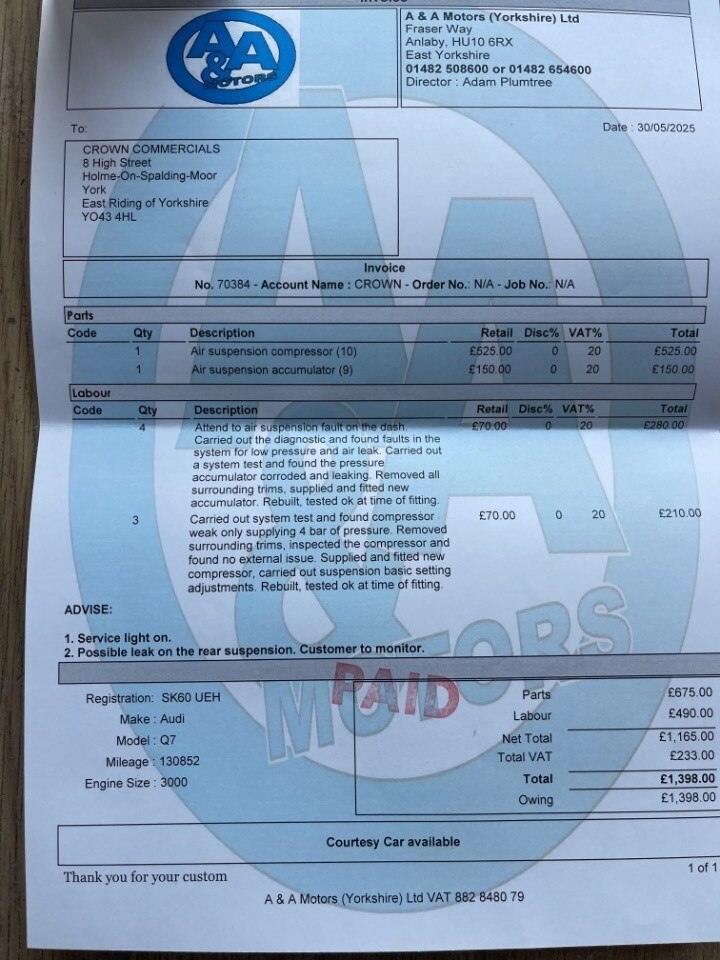 A&A
MOTORS
A & A Motors (Yorkshire) Ltd
Fraser Way
Anlaby, HU10 6RX
East Yorkshire
01482 508600 or 01482 654600
Director : Adam Plumtree
To:
Date : 30/05/2025
CROWN COMMERCIALS
8 High Street
Holme-On-Spalding-Moor
York
East Riding of Yorkshire
YO43 4HL
Invoice
No. 70384 - Account Name : CROWN - Order No.: N/A - Job No.: N/A
Parts
Code Qty Description Retail Disc% VAT% Total
1 Air suspension compressor (10) £525.00 0 20 £525.00
1 Air suspension accumulator (9) £150.00 0 20 £150.00
Labour
Code Qty Description Retail Disc% VAT% Total
4 Attend to air suspension fault on the dash. £70.00 0 20 £280.00
Carried out the diagnostic and found faults in the
system for low pressure and air leak. Carried out
a system test and found the pressure
accumulator corroded and leaking. Removed all
surrounding trims, supplied and fitted new
accumulator. Rebuilt, tested ok at time of fitting.
3 Carried out system test and found compressor £70.00 0 20 £210.00
weak only supplying 4 bar of pressure. Removed
surrounding trims, inspected the compressor and
found no external issue. Supplied and fitted new
compressor, carried out suspension basic setting
adjustments. Rebuilt, tested ok at time of fitting.
ADVISE:
1. Service light on.
2. Possible leak on the rear suspension. Customer to monitor.
A&A
MOTORS
PAID
Registration: SK60 UEH
Make : Audi
Model : Q7
Mileage : 130852
Engine Size : 3000
Parts £675.00
Labour £490.00
Net Total £1,165.00
Total VAT £233.00
Total £1,398.00
Owing £1,398.00
Courtesy Car available
Thank you for your custom
1 of 1
A & A Motors (Yorkshire) Ltd VAT 882 8480 79